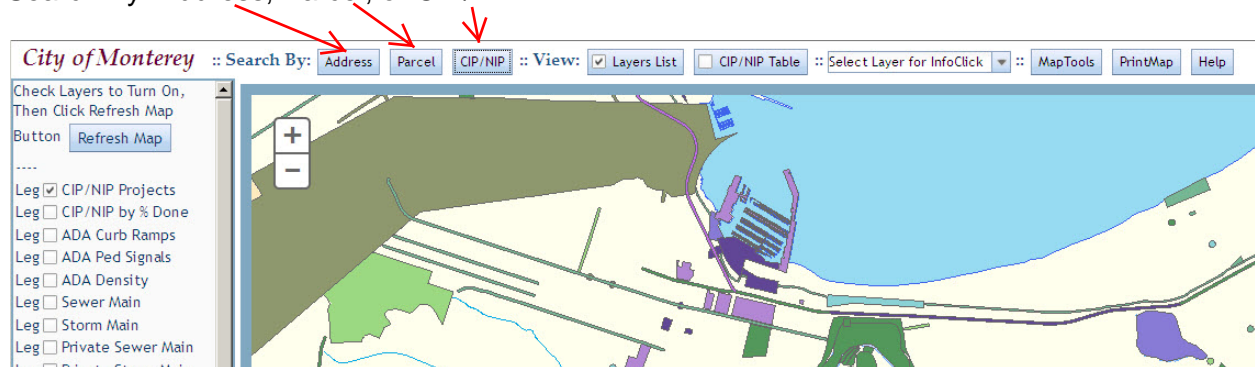 City of Monterey :: Search By: Address Parcel CIP/NIP :: View: Layers List CIP/NIP Table :: Select Layer for InfoClick :: MapTools PrintMap Help
Check Layers to Turn On,
Then Click Refresh Map
Button Refresh Map
----
Leg CIP/NIP Projects
Leg CIP/NIP by % Done
Leg ADA Curb Ramps
Leg ADA Ped Signals
Leg ADA Density
Leg Sewer Main
Leg Storm Main
Leg Private Sewer Main
+
−